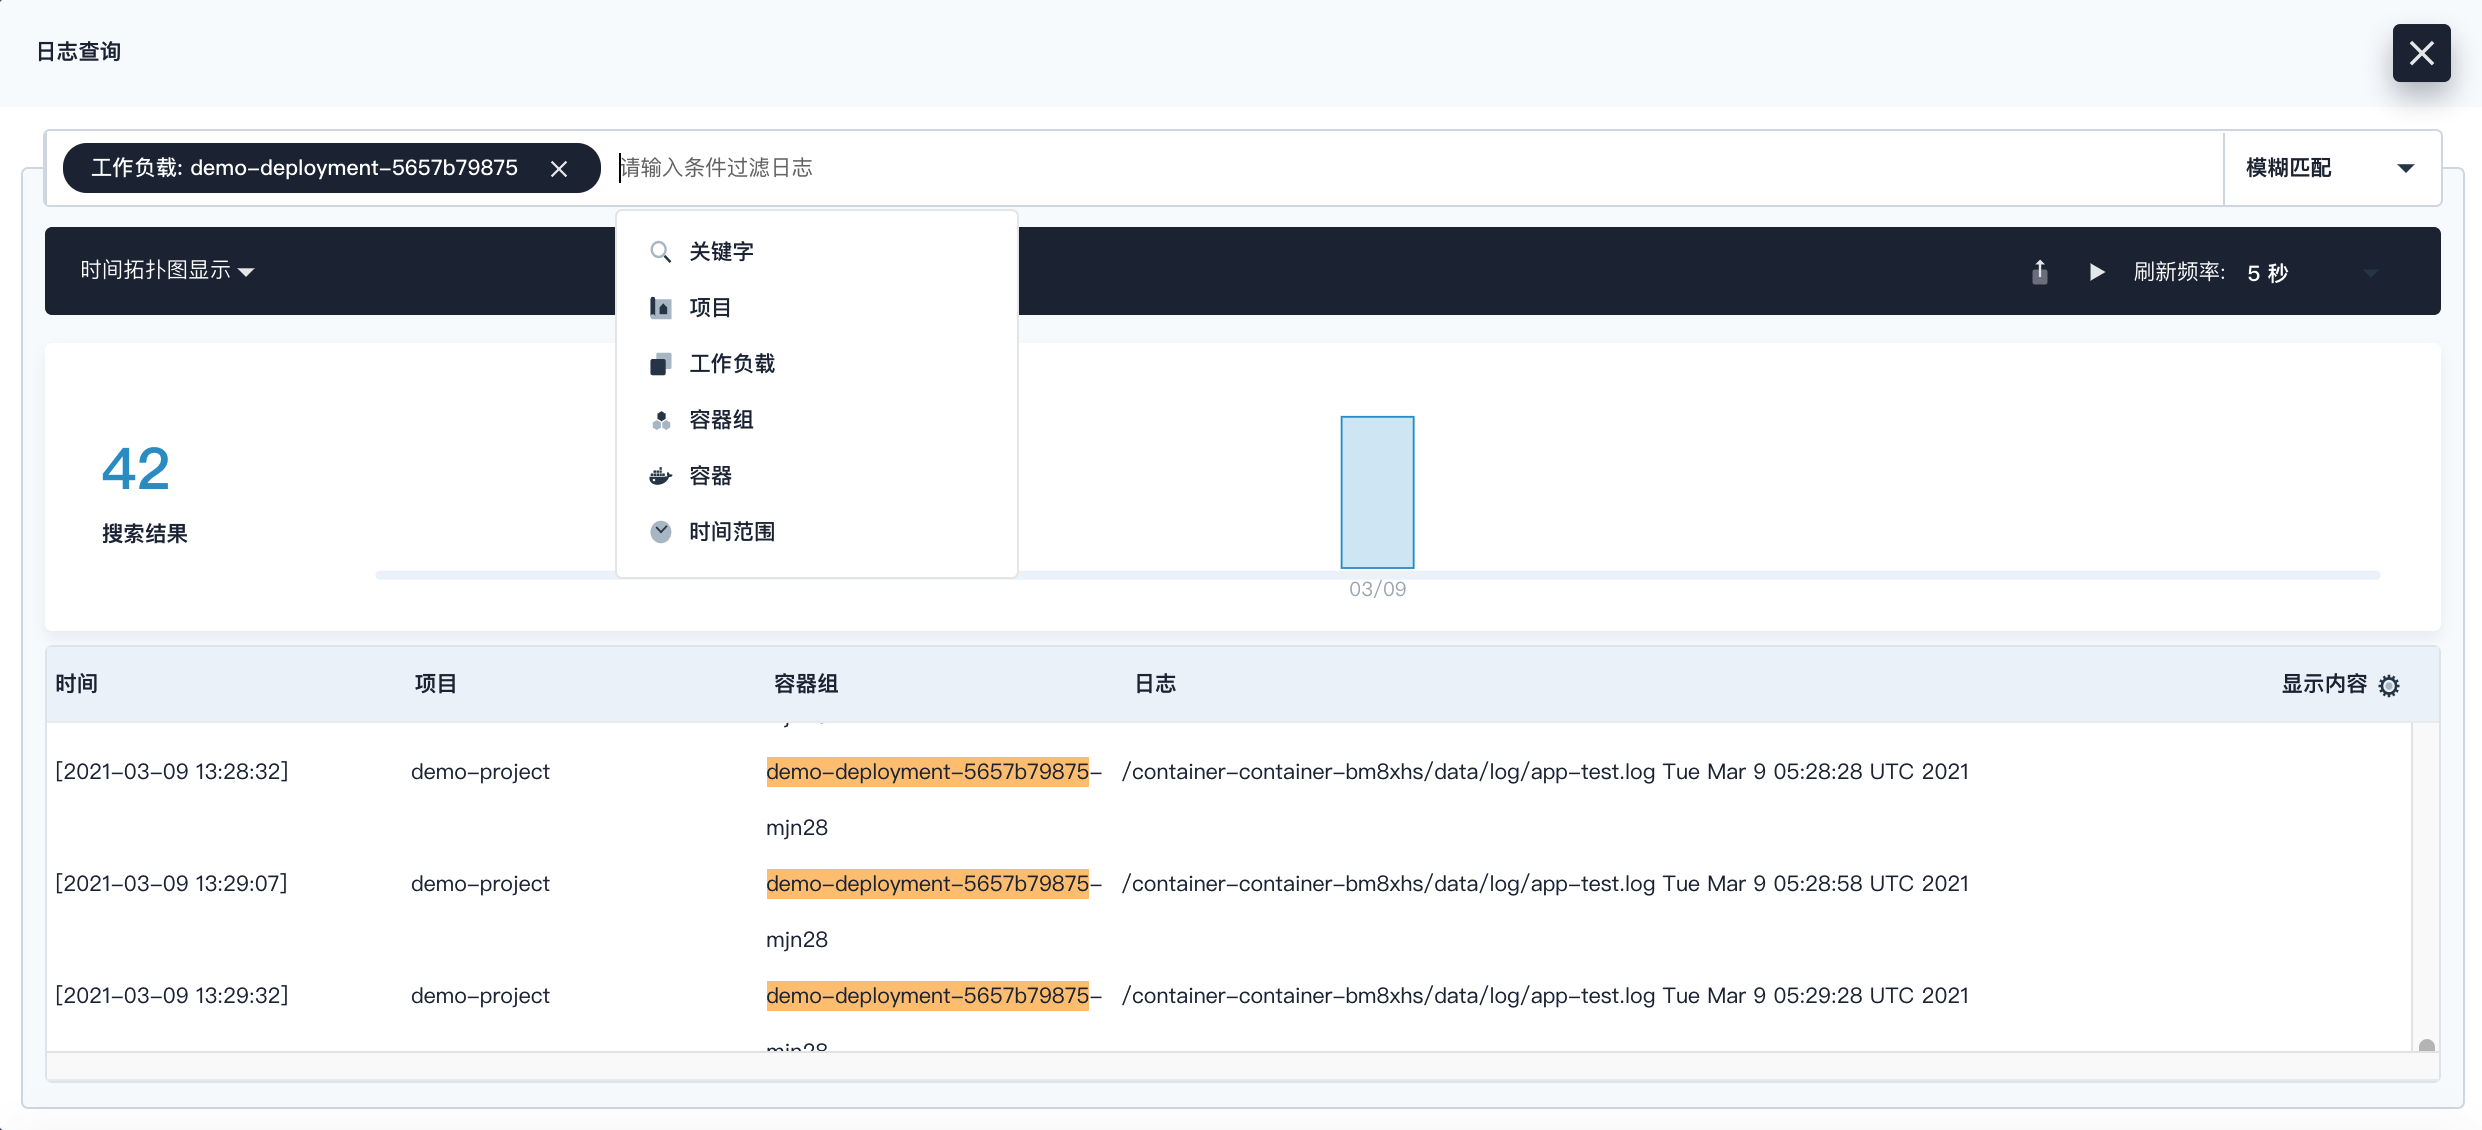 日志查询
工作负载: demo-deployment-5657b79875
请输入条件过滤日志
模糊匹配
关键字
项目
工作负载
容器组
容器
时间范围
时间拓扑图显示
刷新频率: 5 秒
42
搜索结果
03/09
时间 项目 容器组 日志 显示内容
[2021-03-09 13:28:32] demo-project demo-deployment-5657b79875- /container-container-bm8xhs/data/log/app-test.log Tue Mar 9 05:28:28 UTC 2021
mjn28
[2021-03-09 13:29:07] demo-project demo-deployment-5657b79875- /container-container-bm8xhs/data/log/app-test.log Tue Mar 9 05:28:58 UTC 2021
mjn28
[2021-03-09 13:29:32] demo-project demo-deployment-5657b79875- /container-container-bm8xhs/data/log/app-test.log Tue Mar 9 05:29:28 UTC 2021